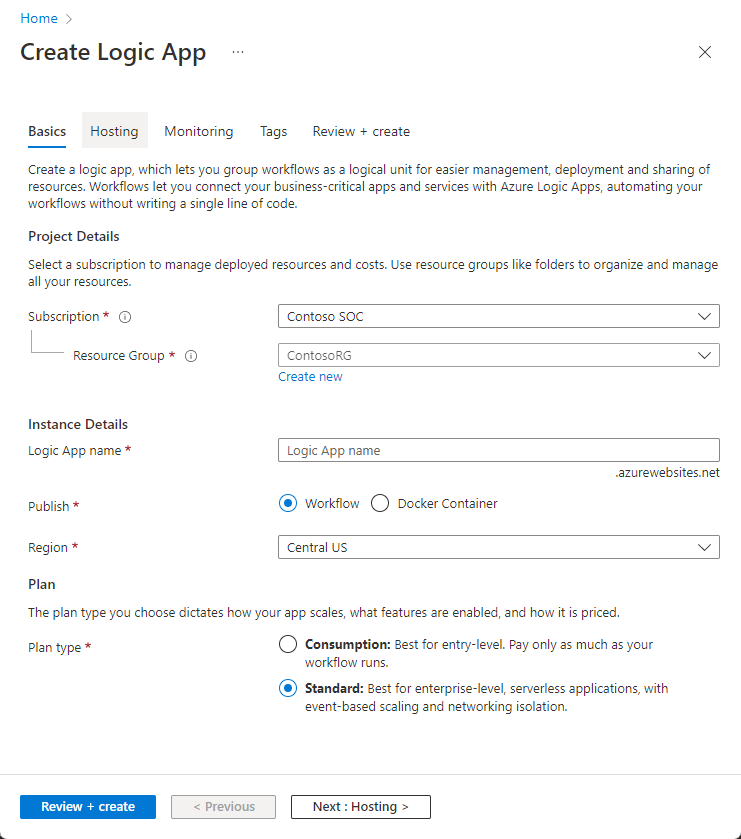 Home >
Create Logic App ...
Basics Hosting Monitoring Tags Review + create
Create a logic app, which lets you group workflows as a logical unit for easier management, deployment and sharing of
resources. Workflows let you connect your business-critical apps and services with Azure Logic Apps, automating your
workflows without writing a single line of code.
Project Details
Select a subscription to manage deployed resources and costs. Use resource groups like folders to organize and manage
all your resources.
Subscription * Contoso SOC
Resource Group * ContosoRG
Create new
Instance Details
Logic App name * Logic App name
.azurewebsites.net
Publish * Workflow Docker Container
Region * Central US
Plan
The plan type you choose dictates how your app scales, what features are enabled, and how it is priced.
Plan type * Consumption: Best for entry-level. Pay only as much as your
workflow runs.
Standard: Best for enterprise-level, serverless applications, with
event-based scaling and networking isolation.
Review + create < Previous Next : Hosting >